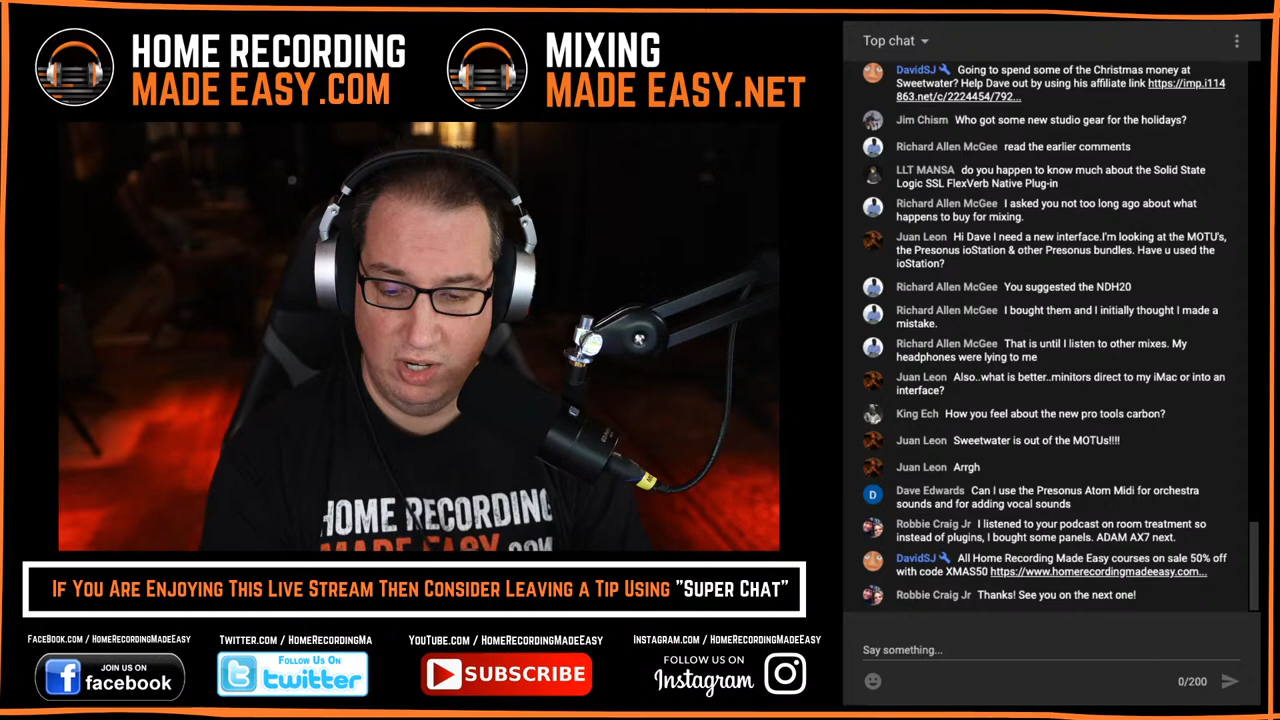 HOME RECORDING
MADE EASY.COM
MIXING
MADE EASY.NET
HOME RECORDING
MADE EASY.COM
IF YOU ARE ENJOYING THIS LIVE STREAM THEN CONSIDER LEAVING A TIP USING "SUPER CHAT"
FACEBOOK.COM / HOMERECORDINGMADEEASY
JOIN US ON
facebook
TWITTER.COM / HOMERECORDINGMA
FOLLOW US ON
twitter
YOUTUBE.COM / HOMERECORDINGMADEEASY
SUBSCRIBE
INSTAGRAM.COM / HOMERECORDINGMADEEASY
FOLLOW US ON
Instagram
Top chat
DavidSJ Going to spend some of the Christmas money at
Sweetwater? Help Dave out by using his affiliate link https://imp.i114
863.net/c/2224454/792...
Jim Chism Who got some new studio gear for the holidays?
Richard Allen McGee read the earlier comments
LLT MANSA do you happen to know much about the Solid State
Logic SSL FlexVerb Native Plug-in
Richard Allen McGee I asked you not too long ago about what
happens to buy for mixing.
Juan Leon Hi Dave I need a new interface.I'm looking at the MOTU's,
the Presonus ioStation & other Presonus bundles. Have u used the
ioStation?
Richard Allen McGee You suggested the NDH20
Richard Allen McGee I bought them and I initially thought I made a
mistake.
Richard Allen McGee That is until I listen to other mixes. My
headphones were lying to me
Juan Leon Also..what is better..minitors direct to my iMac or into an
interface?
King Ech How you feel about the new pro tools carbon?
Juan Leon Sweetwater is out of the MOTUs!!!!
Juan Leon Arrgh
D Dave Edwards Can I use the Presonus Atom Midi for orchestra
sounds and for adding vocal sounds
Robbie Craig Jr I listened to your podcast on room treatment so
instead of plugins, I bought some panels. ADAM AX7 next.
DavidSJ All Home Recording Made Easy courses on sale 50% off
with code XMAS50 https://www.homerecordingmadeeasy.com...
Robbie Craig Jr Thanks! See you on the next one!
Say something...
0/200